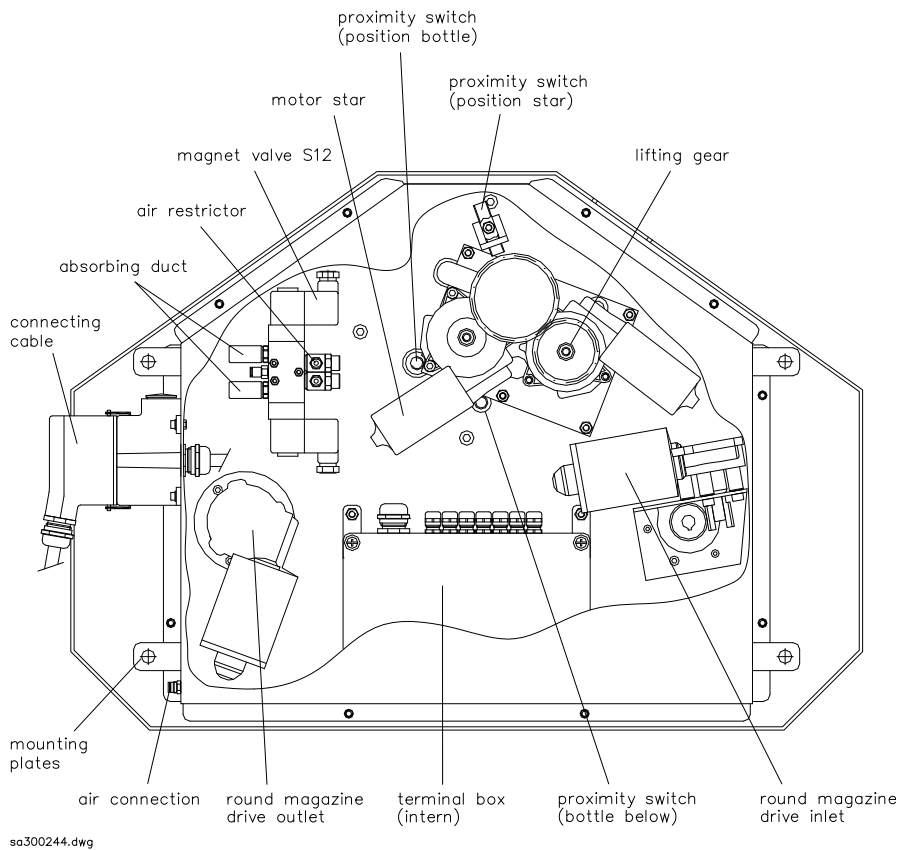 proximity switch
(position bottle)
proximity switch
(position star)
motor star
magnet valve S12
lifting gear
air restrictor
absorbing duct
connecting
cable
mounting
plates
air connection
round magazine
drive outlet
terminal box
(intern)
proximity switch
(bottle below)
round magazine
drive inlet
sa300244.dwg